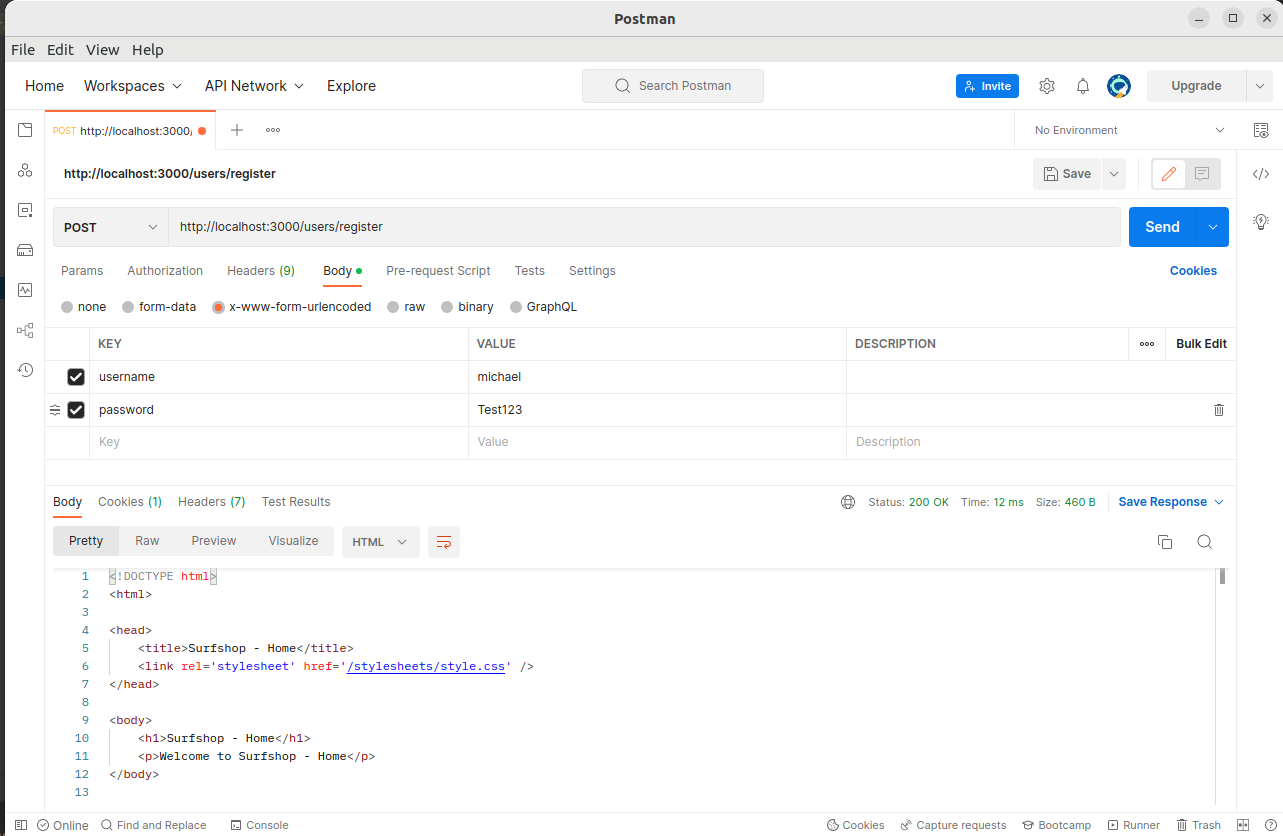 Postman
File Edit View Help
Home Workspaces API Network Explore Search Postman Invite Upgrade
POST http://localhost:3000/ No Environment
http://localhost:3000/users/register Save
POST http://localhost:3000/users/register Send
Params Authorization Headers (9) Body Pre-request Script Tests Settings Cookies
none form-data x-www-form-urlencoded raw binary GraphQL
KEY VALUE DESCRIPTION Bulk Edit
username michael
password Test123
Key Value Description
Body Cookies (1) Headers (7) Test Results Status: 200 OK Time: 12 ms Size: 460 B Save Response
Pretty Raw Preview Visualize HTML
1 <!DOCTYPE html>
2 <html>
3
4 <head>
5 <title>Surfshop - Home</title>
6 <link rel='stylesheet' href='/stylesheets/style.css' />
7 </head>
8
9 <body>
10 <h1>Surfshop - Home</h1>
11 <p>Welcome to Surfshop - Home</p>
12 </body>
13
Online Find and Replace Console Cookies Capture requests Bootcamp Runner Trash